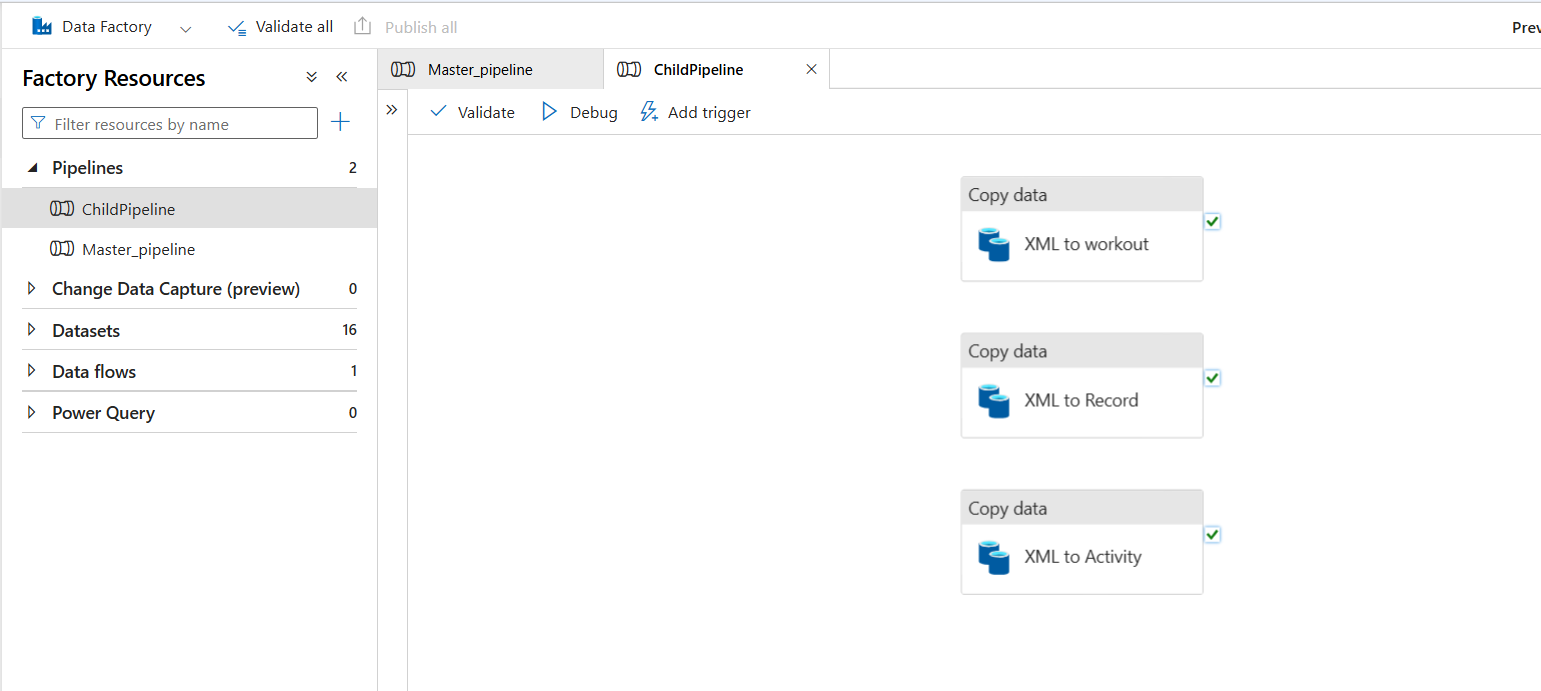 Data Factory
Validate all
Publish all
Prev
Factory Resources
Filter resources by name
Pipelines 2
ChildPipeline
Master_pipeline
Change Data Capture (preview) 0
Datasets 16
Data flows 1
Power Query 0
Master_pipeline
ChildPipeline
Validate
Debug
Add trigger
Copy data
XML to workout
Copy data
XML to Record
Copy data
XML to Activity